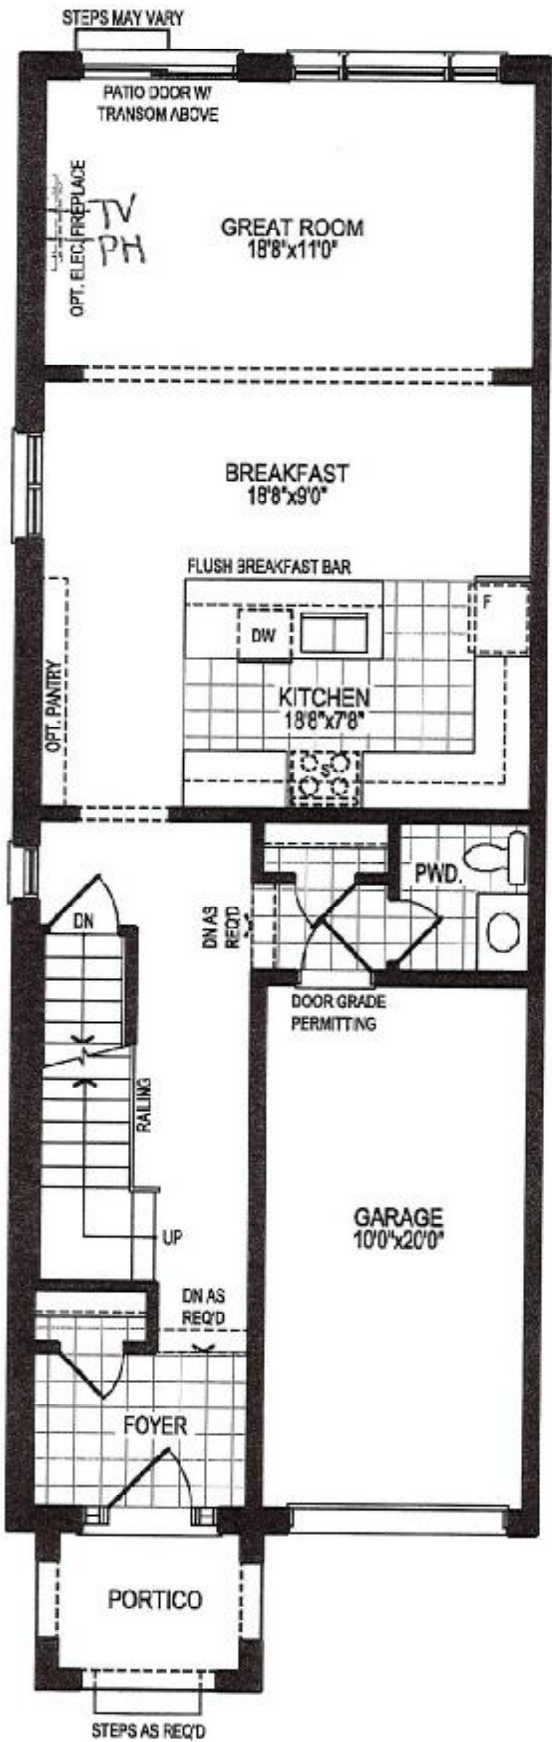 STEPS MAY VARY
PATIO DOOR W/
TRANSOM ABOVE
OPT. ELEC. FIREPLACE
TV
PH
GREAT ROOM
18'8"x11'0"
BREAKFAST
18'8"x9'0"
FLUSH BREAKFAST BAR
F
DW
OPT. PANTRY
KITCHEN
18'8"x7'8"
S
PWD.
DN
DN AS
REQ'D
DOOR GRADE
PERMITTING
RAILING
GARAGE
10'0"x20'0"
UP
DN AS
REQ'D
FOYER
PORTICO
STEPS AS REQ'D